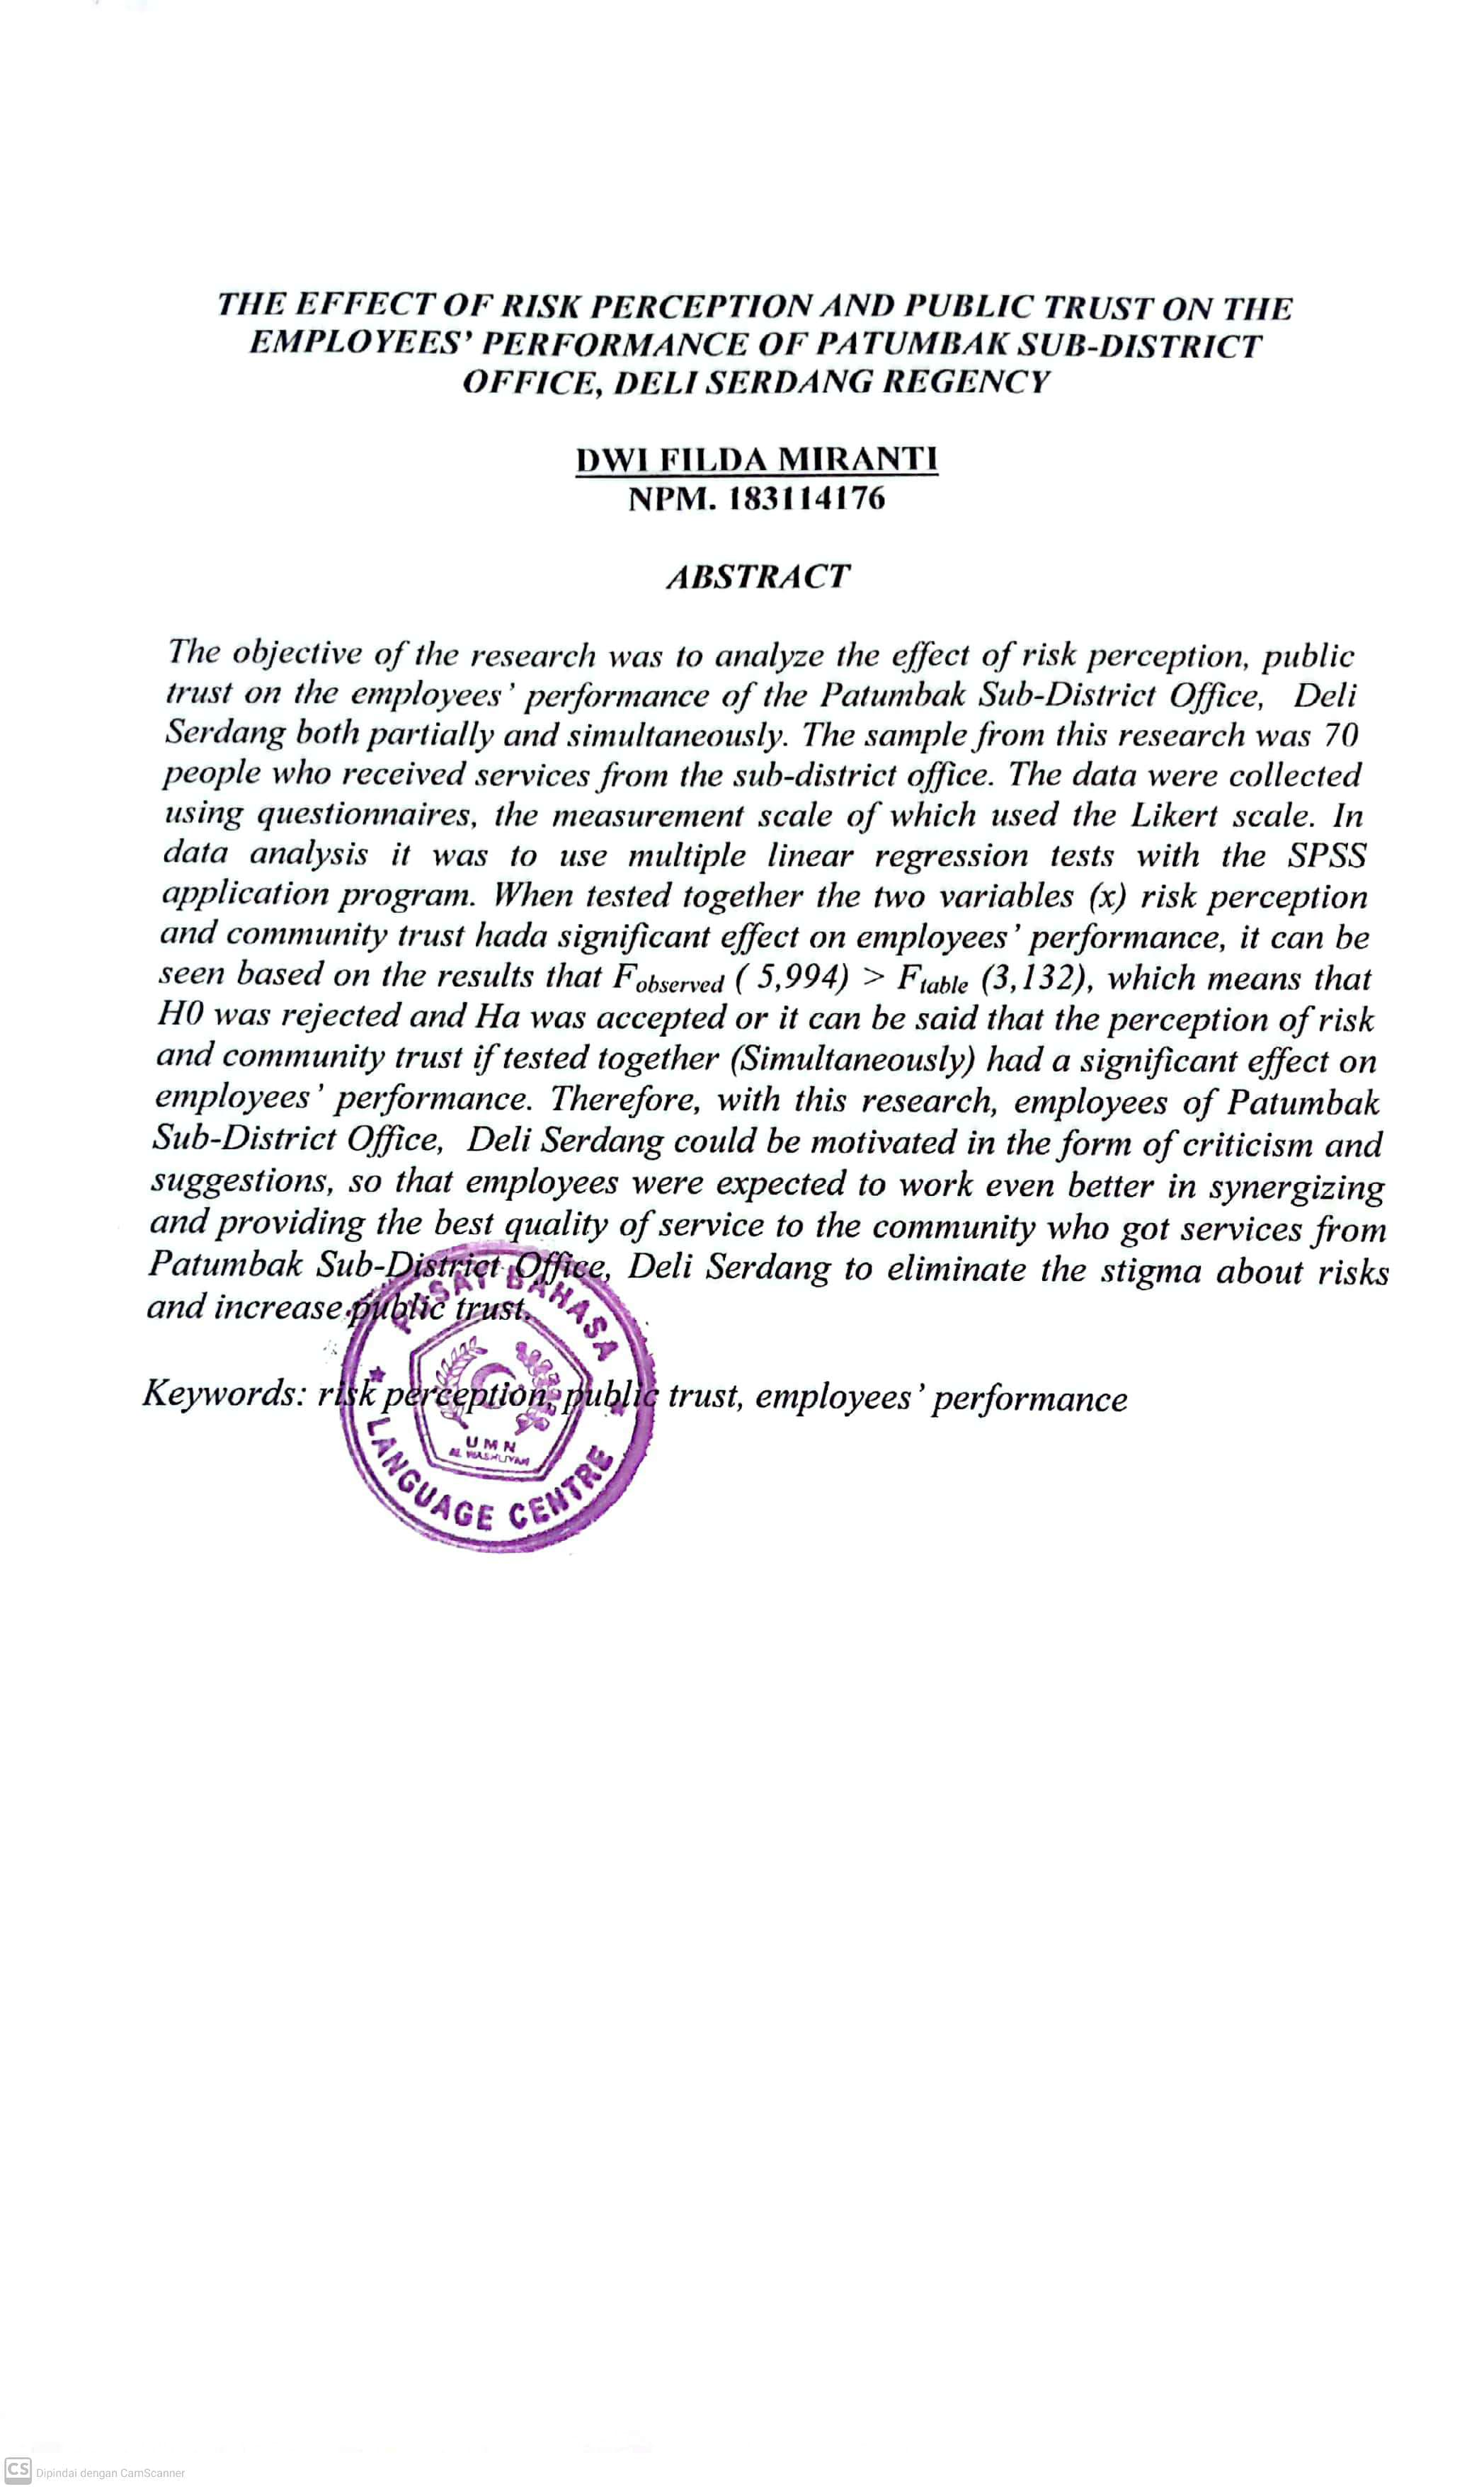 THE EFFECT OF RISK PERCEPTION AND PUBLIC TRUST ON THE
EMPLOYEES' PERFORMANCE OF PATUMBAK SUB-DISTRICT
OFFICE, DELI SERDANG REGENCY
DWI FILDA MIRANTI
NPM. 183114176
ABSTRACT
The objective of the research was to analyze the effect of risk perception, public
trust on the employees' performance of the Patumbak Sub-District Office, Deli
Serdang both partially and simultaneously. The sample from this research was 70
people who received services from the sub-district office. The data were collected
using questionnaires, the measurement scale of which used the Likert scale. In
data analysis it was to use multiple linear regression tests with the SPSS
application program. When tested together the two variables (x) risk perception
and community trust hada significant effect on employees' performance, it can be
seen based on the results that Fobserved ( 5,994) > Ftable (3,132), which means that
H0 was rejected and Ha was accepted or it can be said that the perception of risk
and community trust if tested together (Simultaneously) had a significant effect on
employees' performance. Therefore, with this research, employees of Patumbak
Sub-District Office, Deli Serdang could be motivated in the form of criticism and
suggestions, so that employees were expected to work even better in synergizing
and providing the best quality of service to the community who got services from
Patumbak Sub-District Office, Deli Serdang to eliminate the stigma about risks
and increase public trust.
Keywords: risk perception, public trust, employees' performance
PUSAT BAHASA
UMN
AL WASHLIYAH
LANGUAGE CENTRE
CS Dipindai dengan CamScanner